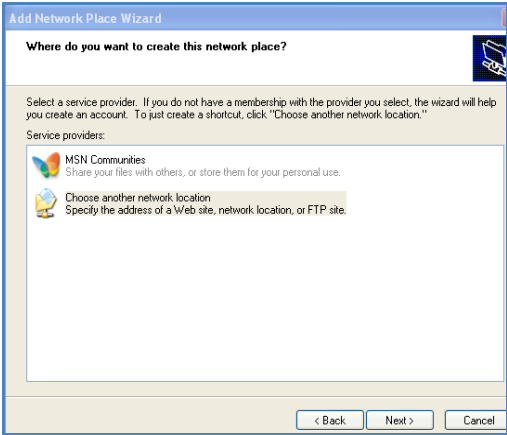 Add Network Place Wizard
Where do you want to create this network place?
Select a service provider. If you do not have a membership with the provider you select, the wizard will help
you create an account. To just create a shortcut, click "Choose another network location."
Service providers:
MSN Communities
Share your files with others, or store them for your personal use.
Choose another network location
Specify the address of a Web site, network location, or FTP site.
< Back
Next >
Cancel